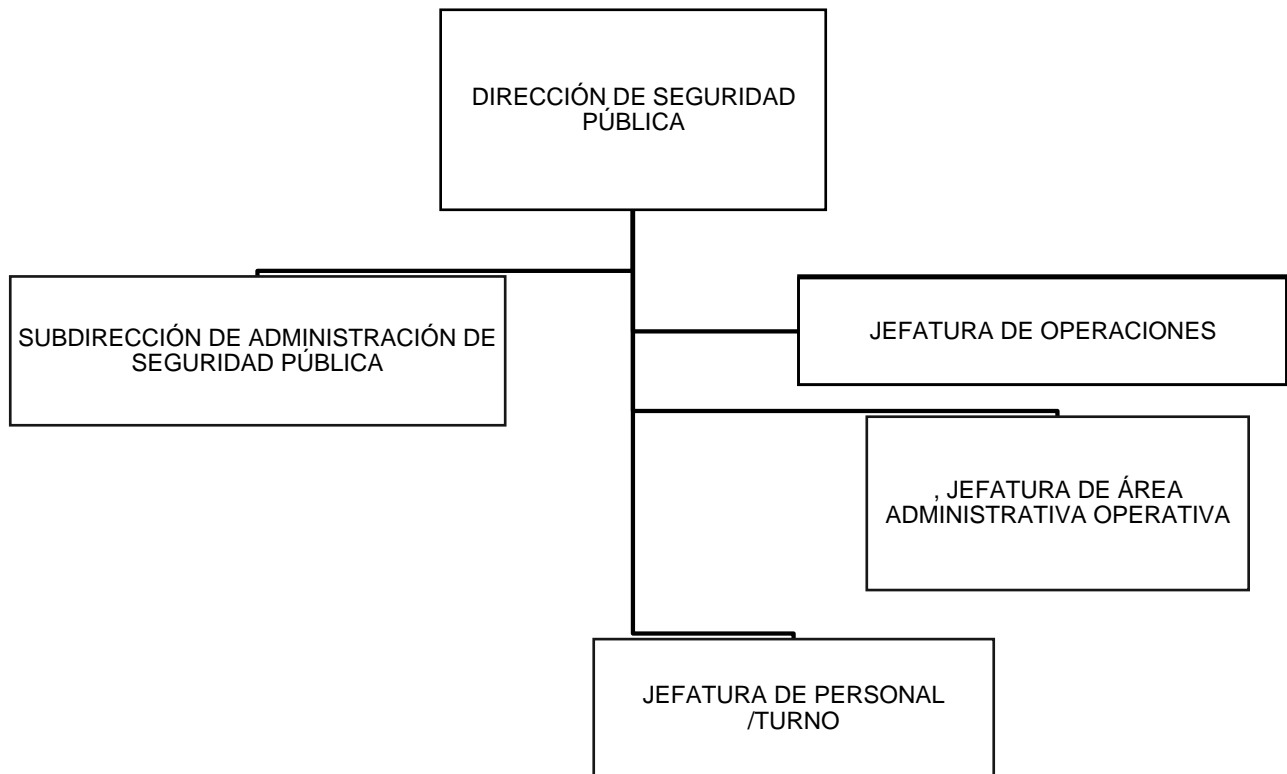 DIRECCIÓN DE SEGURIDAD
PÚBLICA
SUBDIRECCIÓN DE ADMINISTRACIÓN DE
SEGURIDAD PÚBLICA
JEFATURA DE OPERACIONES
, JEFATURA DE ÁREA
ADMINISTRATIVA OPERATIVA
JEFATURA DE PERSONAL
/TURNO